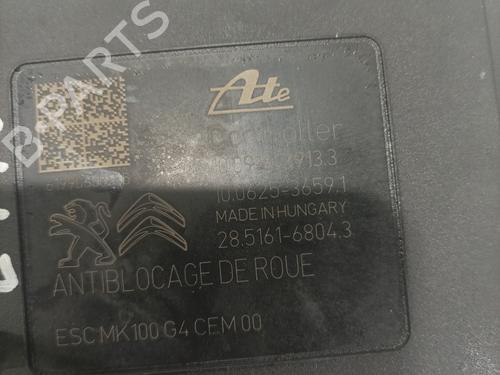 Ate
Controller
10.0625-3659.1
MADE IN HUNGARY
28.5161-6804.3
ANTIBLOCAGE DE ROUE
ESC MK100 G4 CEM 00
B-PARTS